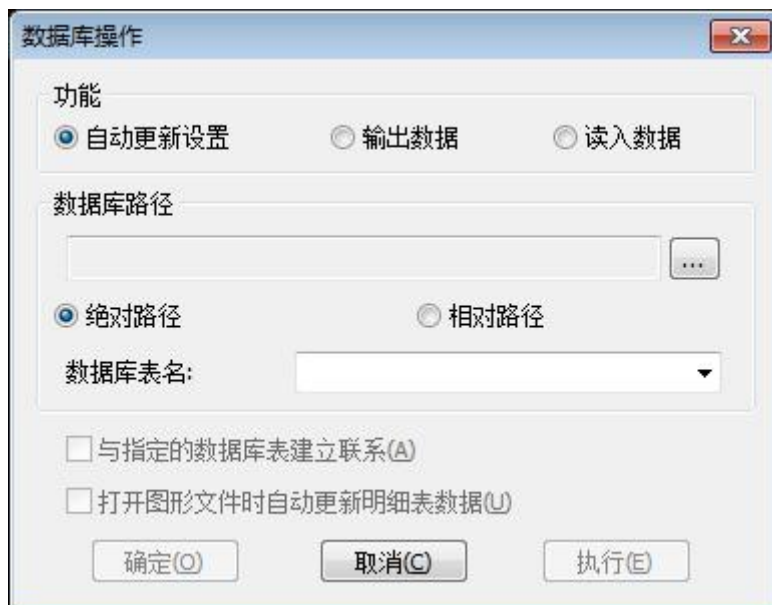 数据库操作
功能
自动更新设置 输出数据 读入数据
数据库路径
...
绝对路径 相对路径
数据库表名:
与指定的数据库表建立联系(A)
打开图形文件时自动更新明细表数据(U)
确定(O) 取消(C) 执行(E)